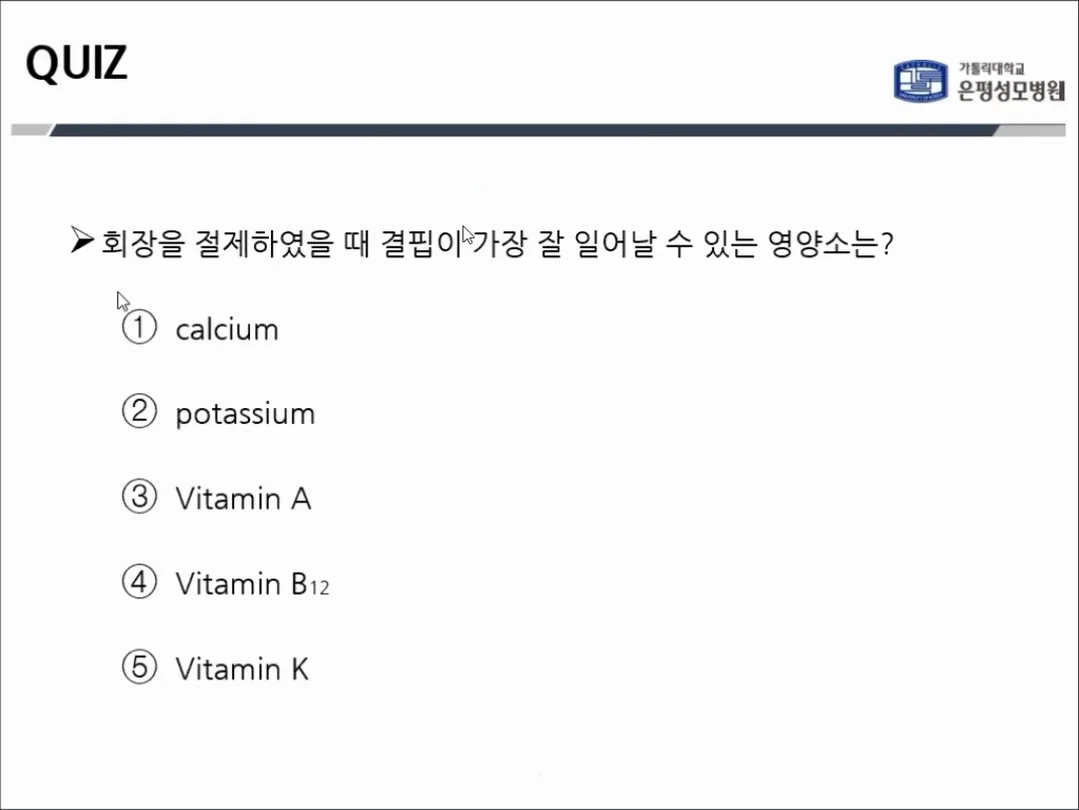 QUIZ
가톨릭대학교
은평성모병원
➢ 회장을 절제하였을 때 결핍이 가장 잘 일어날 수 있는 영양소는?
① calcium
② potassium
③ Vitamin A
④ Vitamin B₁₂
⑤ Vitamin K